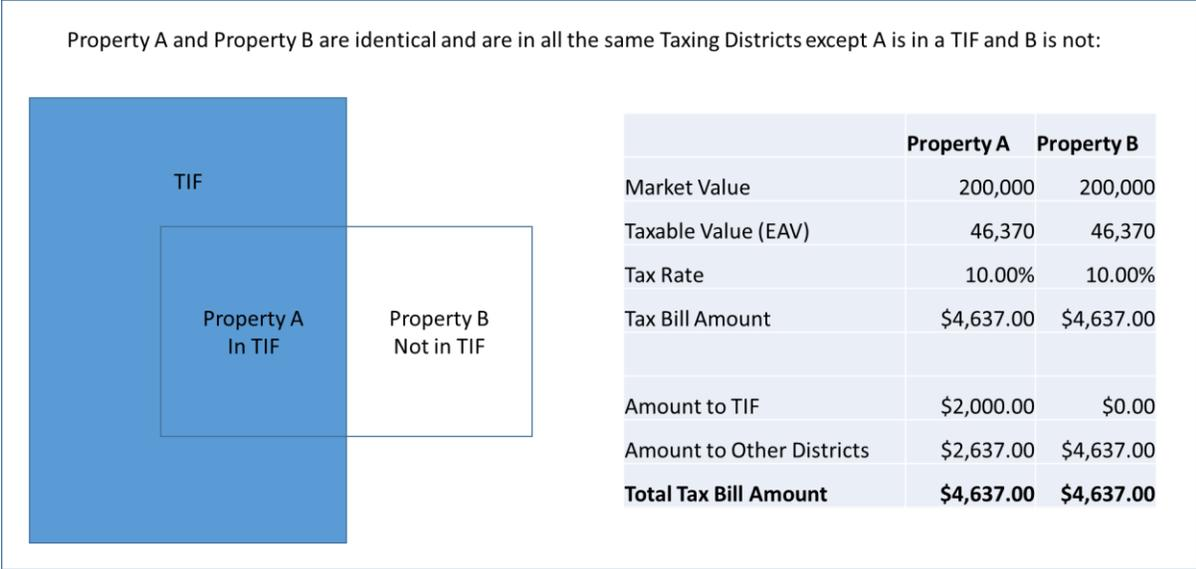 Property A and Property B are identical and are in all the same Taxing Districts except A is in a TIF and B is not:
TIF
Property A
In TIF
Property B
Not in TIF
Property A Property B
Market Value 200,000 200,000
Taxable Value (EAV) 46,370 46,370
Tax Rate 10.00% 10.00%
Tax Bill Amount $4,637.00 $4,637.00
Amount to TIF $2,000.00 $0.00
Amount to Other Districts $2,637.00 $4,637.00
Total Tax Bill Amount $4,637.00 $4,637.00